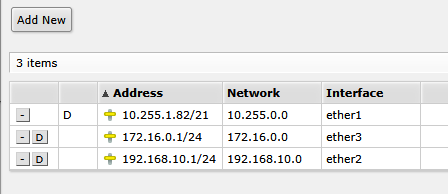 Add New
3 items
▲ Address Network Interface
- D 10.255.1.82/21 10.255.0.0 ether1
- D 172.16.0.1/24 172.16.0.0 ether3
- D 192.168.10.1/24 192.168.10.0 ether2